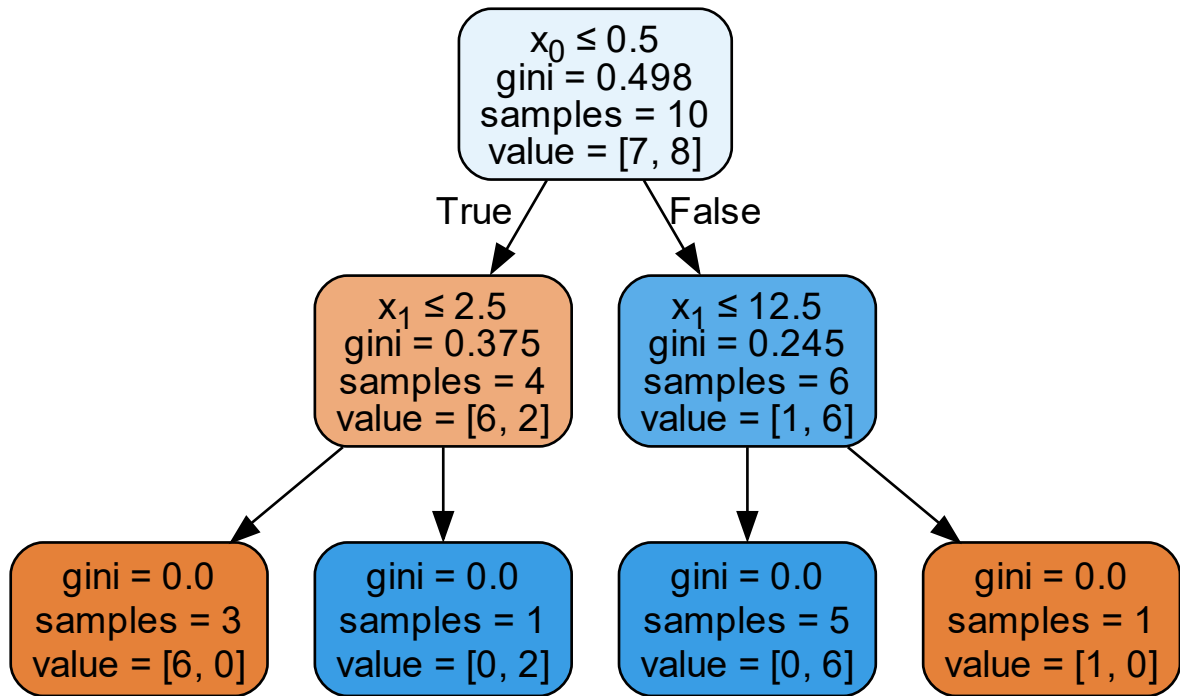 x₀ ≤ 0.5
gini = 0.498
samples = 10
value = [7, 8]
True
False
x₁ ≤ 2.5
gini = 0.375
samples = 4
value = [6, 2]
x₁ ≤ 12.5
gini = 0.245
samples = 6
value = [1, 6]
gini = 0.0
samples = 3
value = [6, 0]
gini = 0.0
samples = 1
value = [0, 2]
gini = 0.0
samples = 5
value = [0, 6]
gini = 0.0
samples = 1
value = [1, 0]